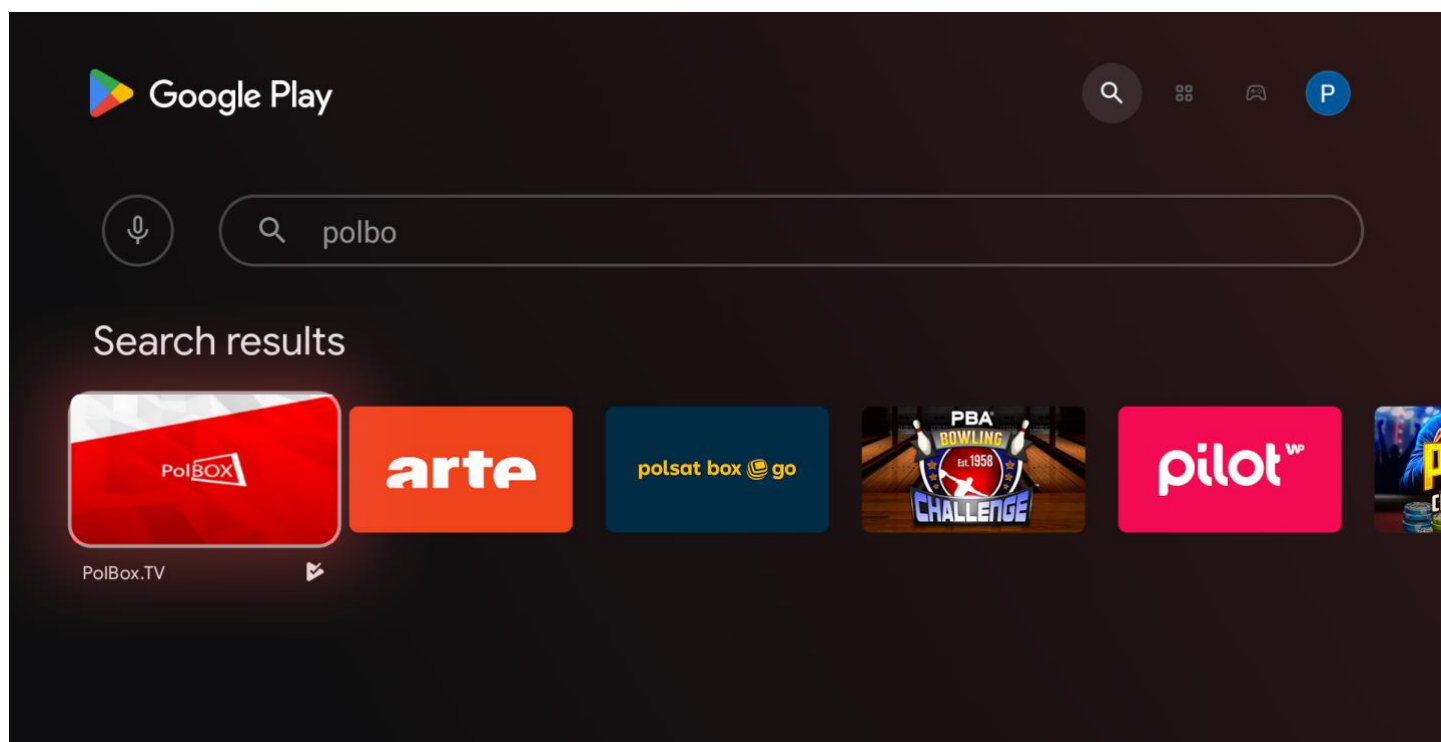 Google Play
P
polbo
Search results
PolBOX
arte
polsat box go
PBA
BOWLING
Est. 1958
CHALLENGE
pilot WP
PolBox.TV